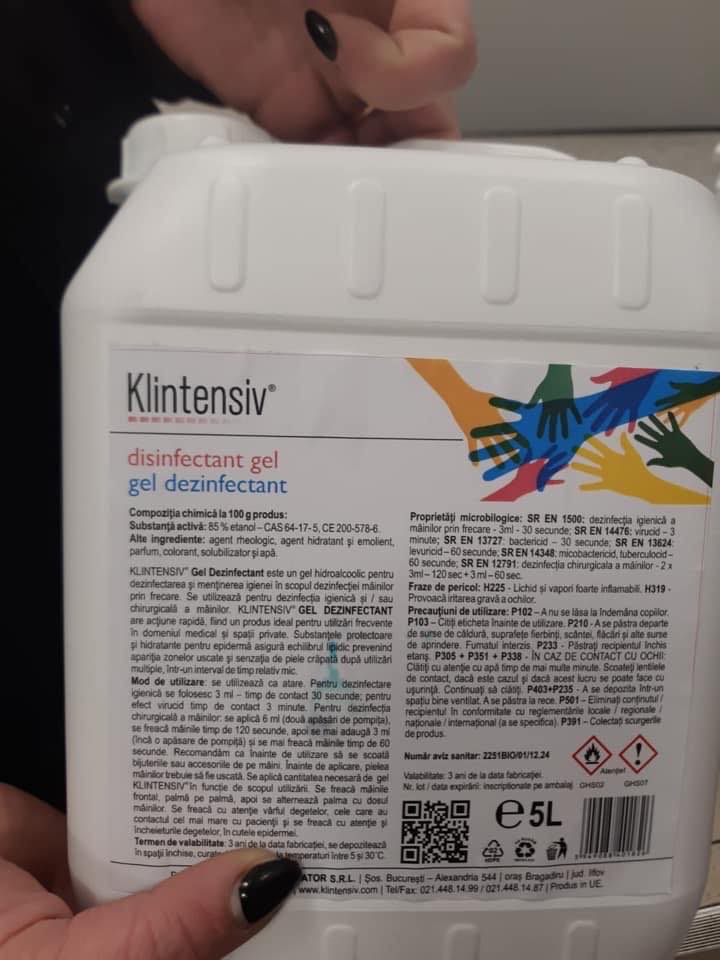 Klintensiv®
disinfectant gel
gel dezinfectant
Compoziția chimică la 100 g produs:
Substanță activă: 85 % etanol – CAS 64-17- 5, CE 200-578-6.
Alte ingrediente: agent rheologic, agent hidratant și emolient,
parfum, colorant, solubilizator și apă.
KLINTENSIV® Gel Dezinfectant este un gel hidroalcoolic pentru
dezinfectarea și menținerea igienei în scopul dezinfecției mâinilor
prin frecare. Se utilizează pentru dezinfecția igienică și / sau
chirurgicală a mâinilor. KLINTENSIV® GEL DEZINFECTANT
are acțiune rapidă, fiind un produs ideal pentru utilizări frecvente
în domeniul medical și spații private. Substanțele protectoare
și hidratante pentru epidermă asigură echilibrul lipidic prevenind
apariția zonelor uscate și senzația de piele crăpată după utilizări
multiple, într-un interval de timp relativ mic.
Mod de utilizare: se utilizează ca atare. Pentru dezinfectare
igienică se folosesc 3 ml – timp de contact 30 secunde; pentru
efect virucid timp de contact 3 minute. Pentru dezinfecția
chirurgicală a mâinilor: se aplică 6 ml (două apăsări de pompiță),
se freacă mâinile timp de 120 secunde, apoi se mai adaugă 3 ml
(încă o apăsare de pompiță) și se mai freacă mâinile timp de 60
secunde. Recomandăm ca înainte de utilizare să se scoată
bijuteriile sau accesoriile de pe mâini. Înainte de aplicare, pielea
mâinilor trebuie să fie uscată. Se aplică cantitatea necesară de gel
KLINTENSIV® în funcție de scopul utilizării. Se freacă mâinile
frontal, palmă pe palmă, apoi se alternează palma cu dosul
mâinilor. Se freacă cu atenție vârful degetelor, cele care au
contactul cel mai mare cu pacienții și se freacă cu atenție și
încheieturile degetelor, în cutele epidermei.
Termen de valabilitate: 3 ani de la data fabricației, se depozitează
în spații închise, curate temperaturi între 5 și 30°C.
Proprietăți microbilogice: SR EN 1500: dezinfecția igienică a
mâinilor prin frecare - 3ml - 30 secunde; SR EN 14476: virucid – 3
minute; SR EN 13727: bactericid – 30 secunde; SR EN 13624:
levuricid – 60 secunde; SR EN 14348: micobactericid, tuberculocid –
60 secunde; SR EN 12791: dezinfecția chirurgicala a mâinilor - 2 x
3ml – 120 sec + 3 ml – 60 sec.
Fraze de pericol: H225 - Lichid și vapori foarte inflamabili. H319 -
Provoacă iritarea gravă a ochilor.
Precauțiuni de utilizare: P102 – A nu se lăsa la îndemâna copiilor.
P103 – Citiți eticheta înainte de utilizare. P210 - A se păstra departe
de surse de căldură, suprafețe fierbinți, scântei, flăcări și alte surse
de aprindere. Fumatul interzis. P233 - Păstrați recipientul închis
etanș. P305 + P351 + P338 - ÎN CAZ DE CONTACT CU OCHII:
Clătiți cu atenție cu apă timp de mai multe minute. Scoateți lentilele
de contact, dacă este cazul și dacă acest lucru se poate face cu
ușurință. Continuați să clătiți. P403+P235 - A se depozita într-un
spațiu bine ventilat. A se păstra la rece. P501 – Eliminați conținutul /
recipientul în conformitate cu reglementările locale / regionale /
naționale / internațional (a se specifica). P391 – Colectați scurgerile
de produs.
Număr aviz sanitar: 2251BIO/01/12.24
Atenție!
Valabilitate: 3 ani de la data fabricației.
Nr. lot / data expirării: inscripționate pe ambalaj.
GHS02 GHS07
e 5L
ATOR S.R.L. | Șos. București – Alexandria 544 | oraș Bragadiru | jud. Ilfov
www.klintensiv.com | Tel/Fax: 021.448.14.99 / 021.448.14.87 | Produs in UE.